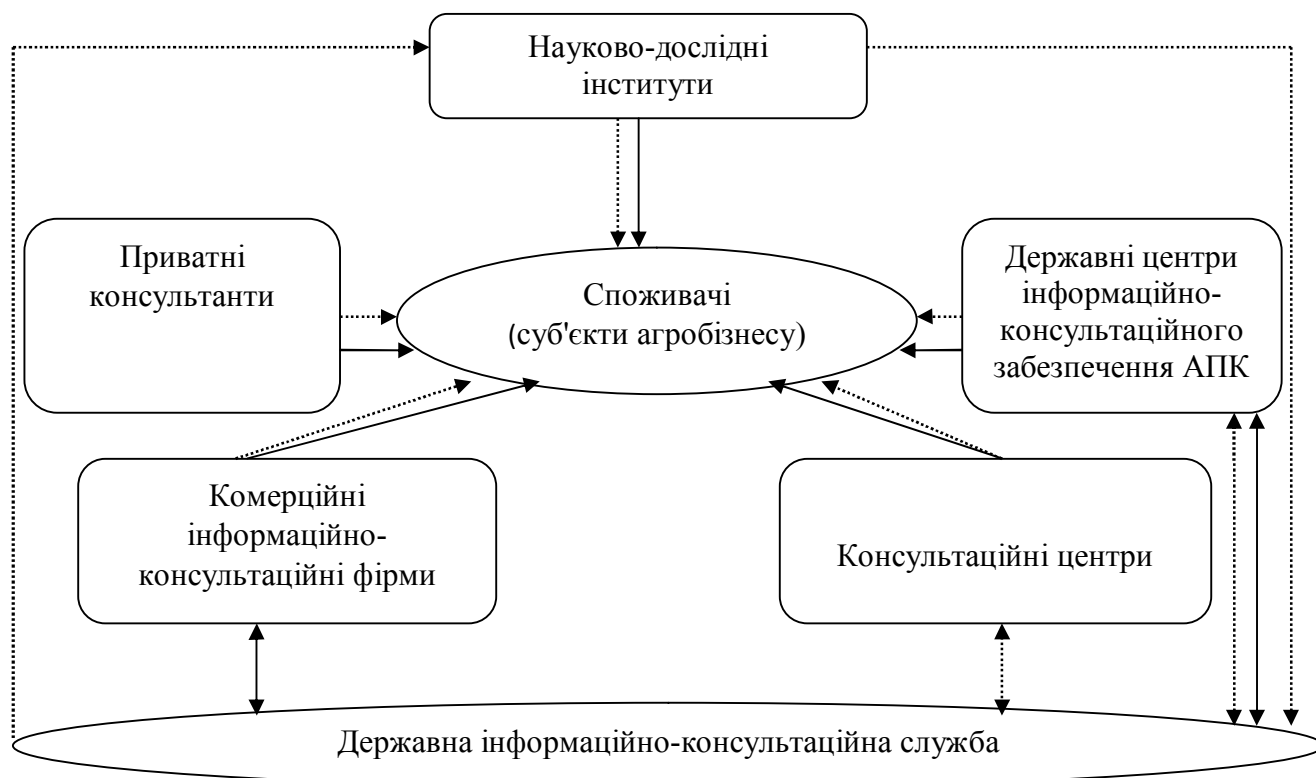 Науково-дослідні
інститути
Приватні
консультанти
Споживачі
(суб'єкти агробізнесу)
Державні центри
інформаційно-
консультаційного
забезпечення АПК
Комерційні
інформаційно-
консультаційні фірми
Консультаційні центри
Державна інформаційно-консультаційна служба